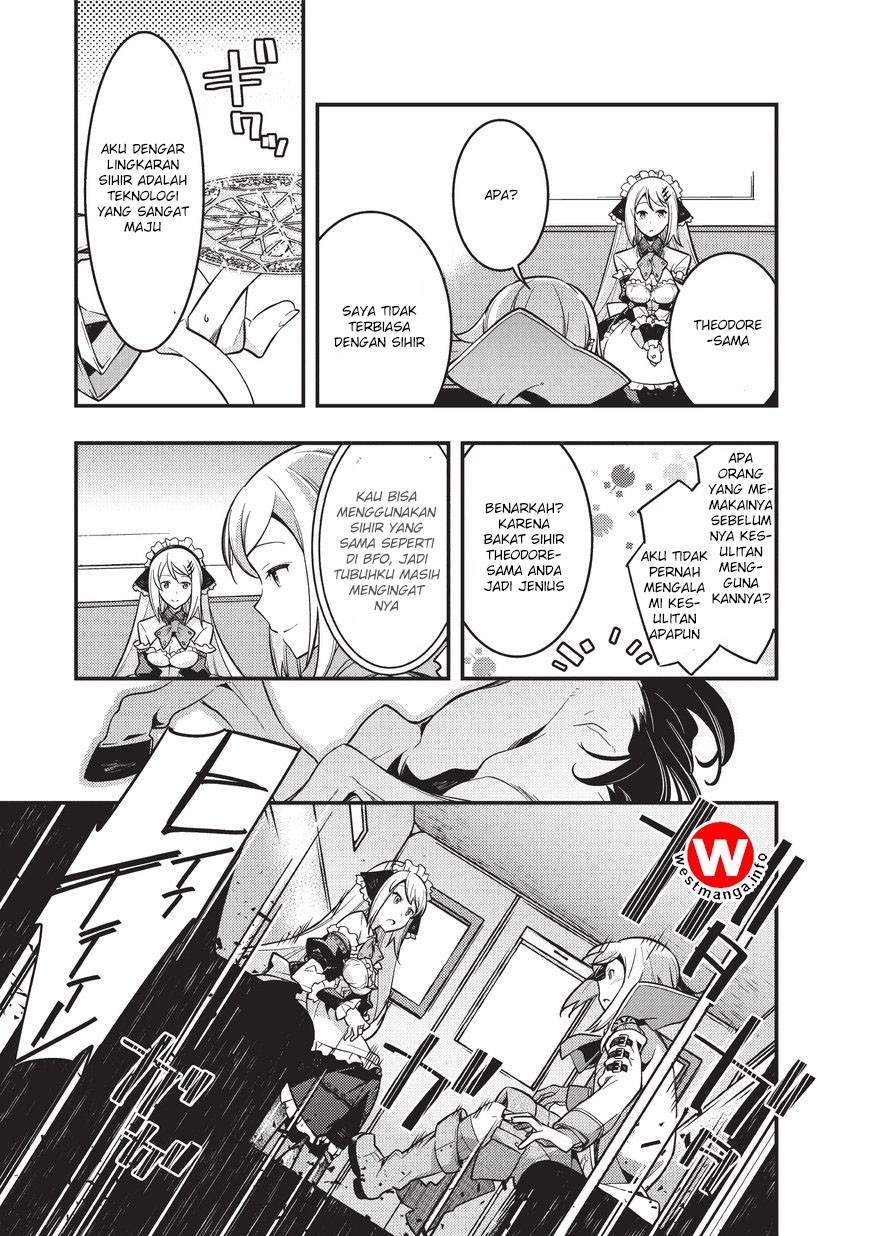 THEODORE
-SAMA
APA?
SAYA TIDAK
TERBIASA
DENGAN SIHIR
ギュッ
AKU DENGAR
LINGKARAN
SIHIR ADALAH
TEKNOLOGI
YANG SANGAT
MAJU
APA
ORANG
YANG ME-
MAKAINYA
SEBELUM
NYA KES-
ULITAN
MENG-
GUNA
KANNYA?
AKU TIDAK
PERNAH
MENGALA
MI KES-
ULITAN
APAPUN
BENARKAH?
KARENA
BAKAT SIHIR
THEODORE-
SAMA ANDA
JADI JENIUS
KAU BISA
MENGGUNAKAN
SIHIR YANG
SAMA SEPERTI
DI BFO, JADI
TUBUHKU MASIH
MENGINGAT
NYA
W
westmanga.info